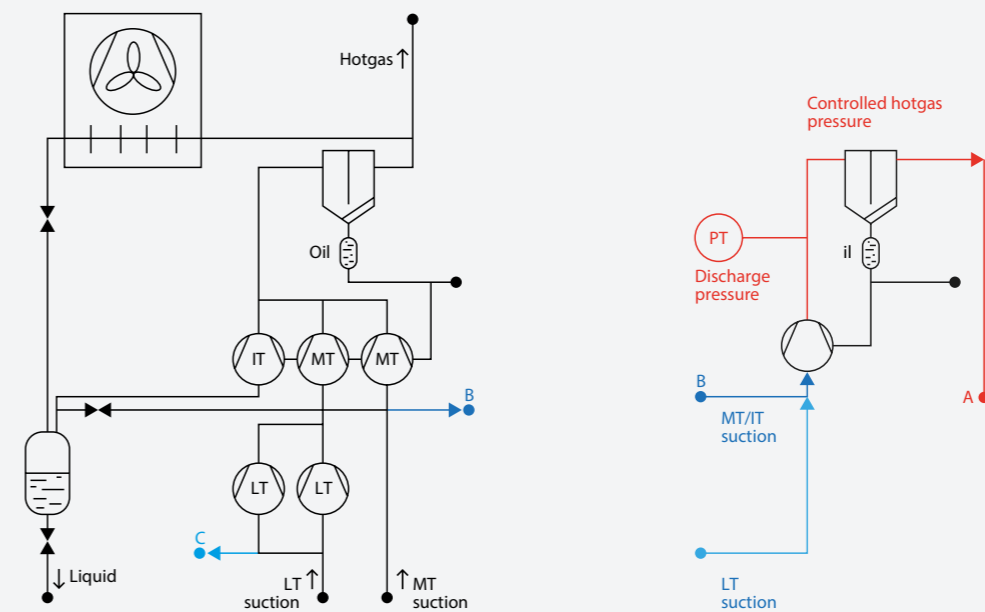 Hotgas ↑
Controlled hotgas
pressure
Oil
PT
il
Discharge
pressure
IT
MT
MT
B
B
A
MT/IT
suction
LT
LT
C
↓ Liquid
LT ↑
suction
↑ MT
suction
LT
suction